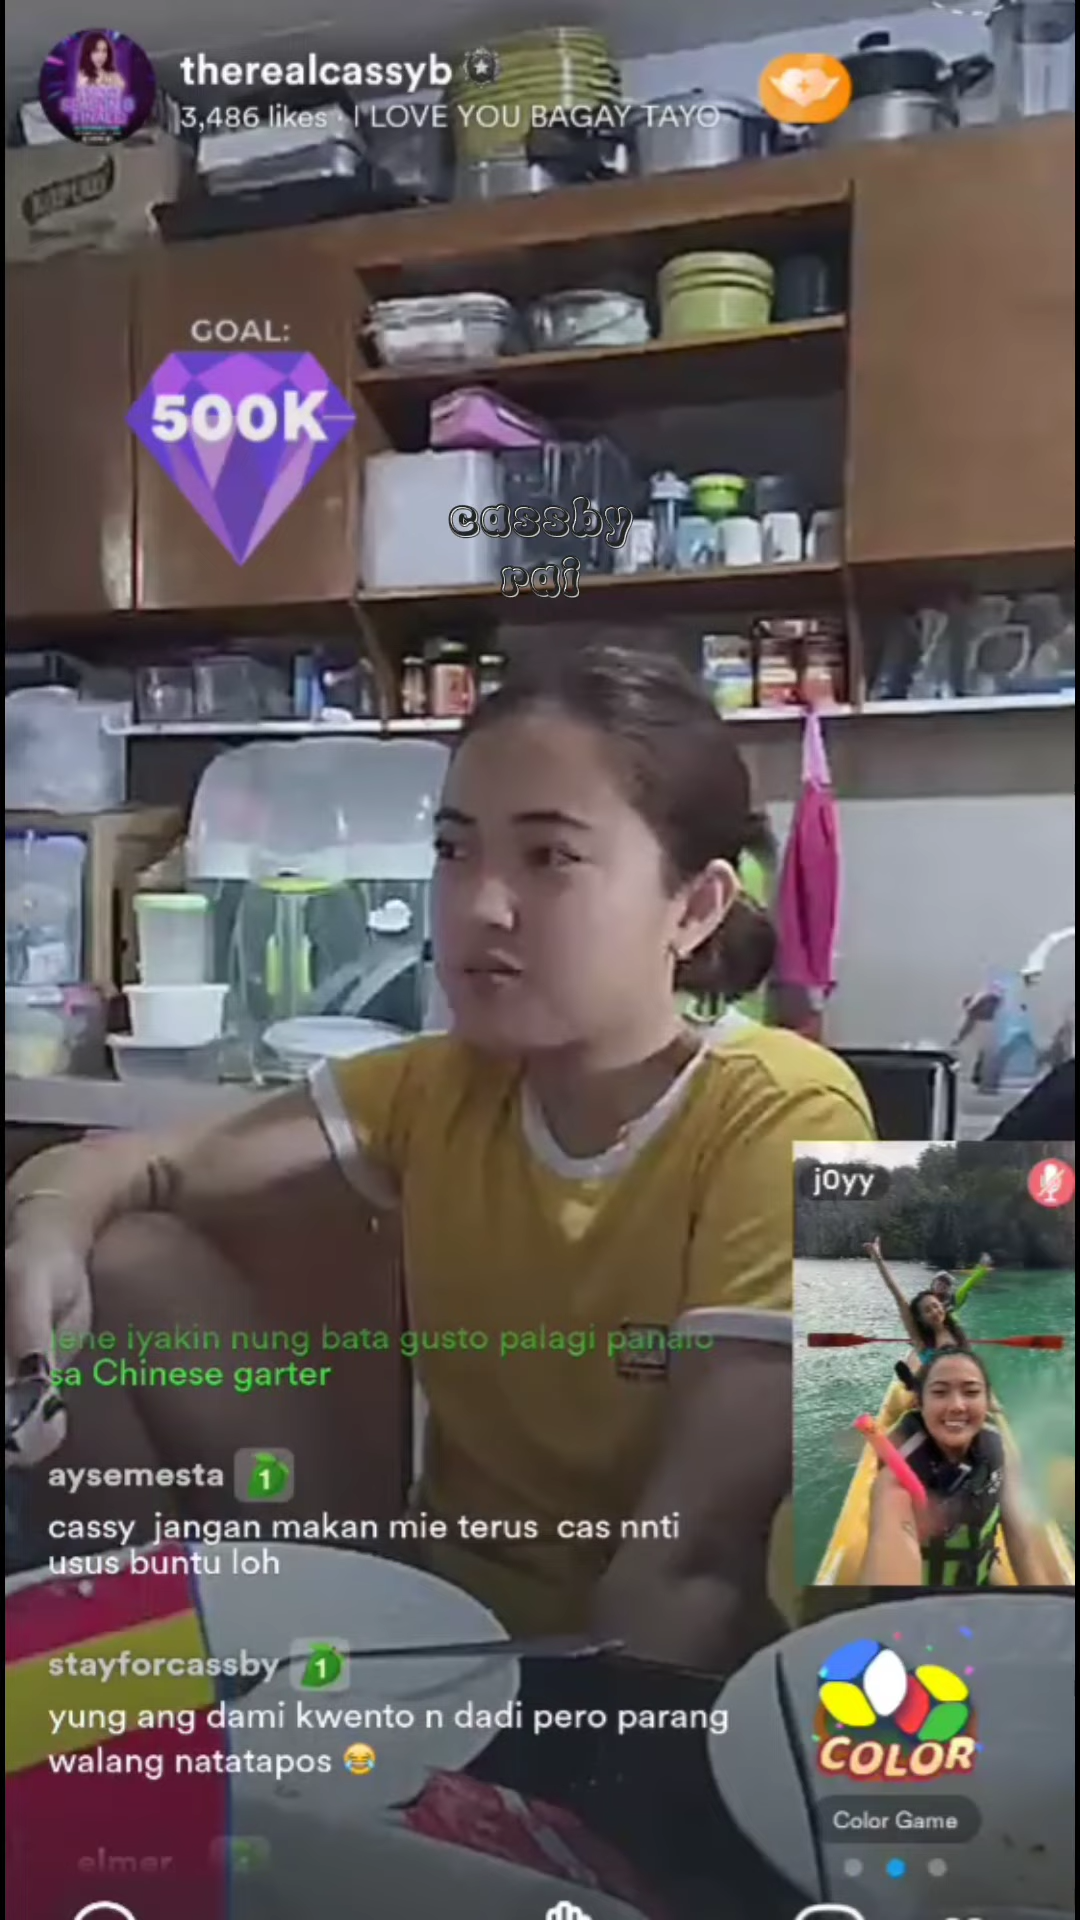 therealcassyb
3,486 likes · I LOVE YOU BAGAY TAYO
GOAL:
500K
cassby
rai
j0yy
iyakin nung bata gusto palagi panalo
sa Chinese garter
aysemesta 1
cassy jangan makan mie terus cas nnti
usus buntu loh
stayforcassby 1
yung ang dami kwento n dadi pero parang
walang natatapos 😂
elmer
COLOR
Color Game